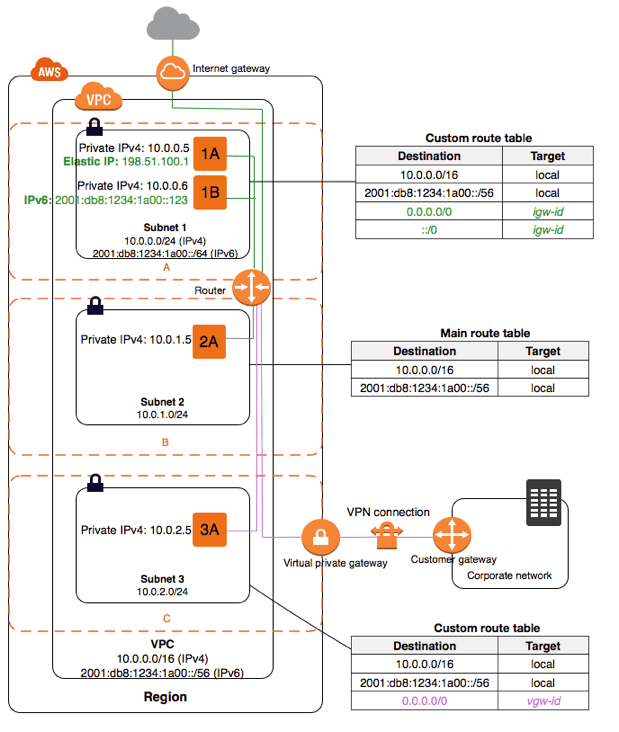 Internet gateway
AWS
VPC
Private IPv4: 10.0.0.5
Elastic IP: 198.51.100.1
1A
Private IPv4: 10.0.0.6
IPv6: 2001:db8:1234:1a00::123
1B
Subnet 1
10.0.0.0/24 (IPv4)
2001:db8:1234:1a00::/64 (IPv6)
A
Custom route table
Destination Target
10.0.0.0/16 local
2001:db8:1234:1a00::/56 local
0.0.0.0/0 igw-id
::/0 igw-id
Router
Private IPv4: 10.0.1.5
2A
Subnet 2
10.0.1.0/24
B
Main route table
Destination Target
10.0.0.0/16 local
2001:db8:1234:1a00::/56 local
Private IPv4: 10.0.2.5
3A
Subnet 3
10.0.2.0/24
C
Virtual private gateway
VPN connection
Customer gateway
Corporate network
VPC
10.0.0.0/16 (IPv4)
2001:db8:1234:1a00::/56 (IPv6)
Region
Custom route table
Destination Target
10.0.0.0/16 local
2001:db8:1234:1a00::/56 local
0.0.0.0/0 vgw-id